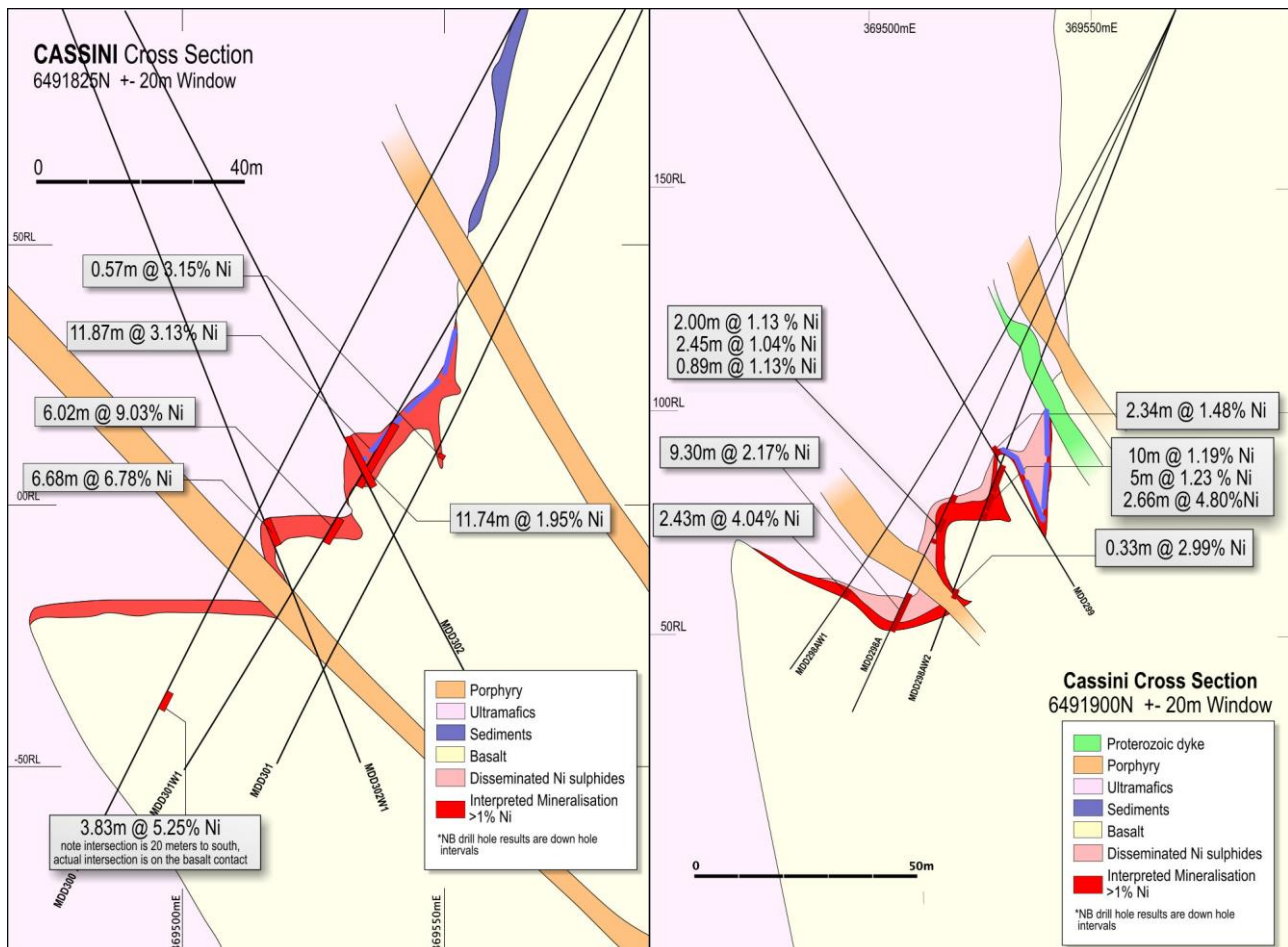 CASSINI Cross Section
6491825N +- 20m Window
0
40m
50RL
0.57m @ 3.15% Ni
11.87m @ 3.13% Ni
6.02m @ 9.03% Ni
6.68m @ 6.78% Ni
00RL
11.74m @ 1.95% Ni
MDD302
-50RL
MDD301W1
MDD301
MDD302W1
MDD300
3.83m @ 5.25% Ni
note intersection is 20 meters to south,
actual intersection is on the basalt contact
Porphyry
Ultramafics
Sediments
Basalt
Disseminated Ni sulphides
Interpreted Mineralisation
>1% Ni
*NB drill hole results are down hole
intervals
369500mE
369550mE
369500mE
369550mE
150RL
100RL
2.00m @ 1.13 % Ni
2.45m @ 1.04% Ni
0.89m @ 1.13% Ni
9.30m @ 2.17% Ni
2.43m @ 4.04% Ni
2.34m @ 1.48% Ni
10m @ 1.19% Ni
5m @ 1.23 % Ni
2.66m @ 4.80%Ni
0.33m @ 2.99% Ni
MDD299
50RL
MDD298AW1
MDD298A
MDD298AW2
Cassini Cross Section
6491900N +- 20m Window
0
50m
Proterozoic dyke
Porphyry
Ultramafics
Sediments
Basalt
Disseminated Ni sulphides
Interpreted Mineralisation
>1% Ni
*NB drill hole results are down hole
intervals